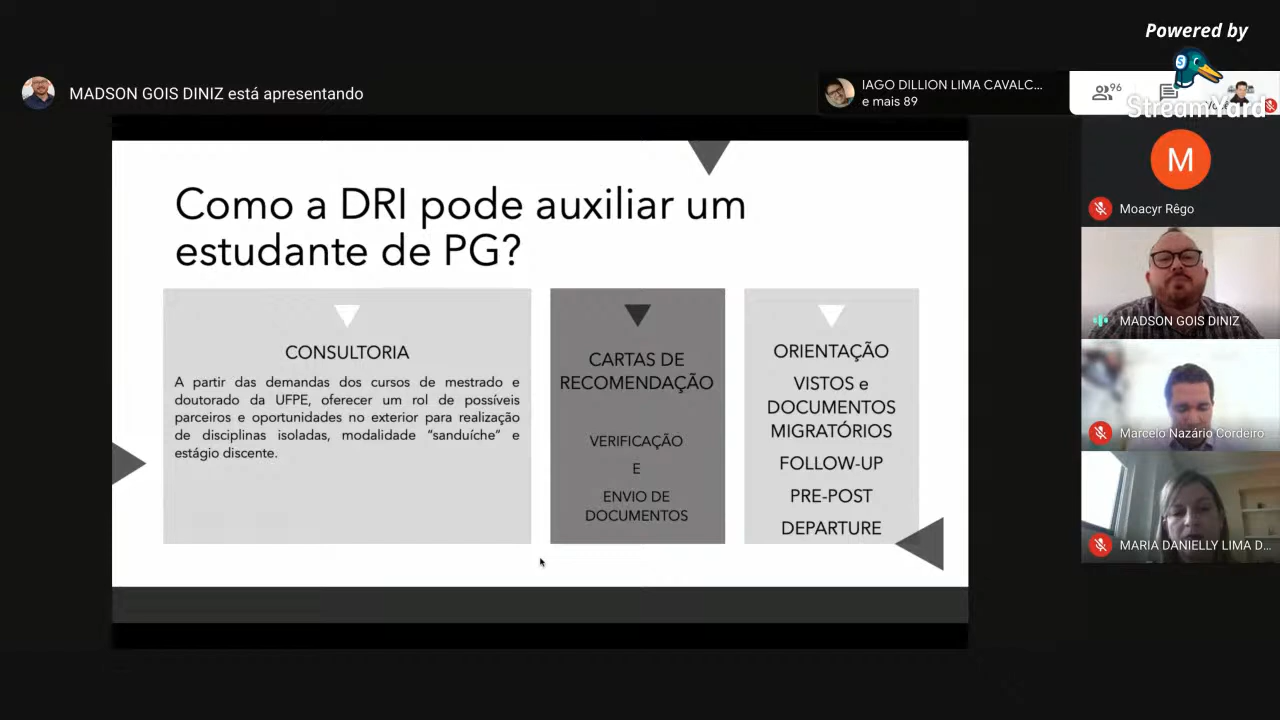 Powered by
StreamYard
MADSON GOIS DINIZ está apresentando
IAGO DILLION LIMA CAVALC...
e mais 89
96
Como a DRI pode auxiliar um
estudante de PG?
CONSULTORIA
A partir das demandas dos cursos de mestrado e
doutorado da UFPE, oferecer um rol de possíveis
parceiros e oportunidades no exterior para realização
de disciplinas isoladas, modalidade “sanduíche” e
estágio discente.
CARTAS DE
RECOMENDAÇÃO
VERIFICAÇÃO
E
ENVIO DE
DOCUMENTOS
ORIENTAÇÃO
VISTOS e
DOCUMENTOS
MIGRATÓRIOS
FOLLOW-UP
PRE-POST
DEPARTURE
M
Moacyr Rêgo
MADSON GOIS DINIZ
Marcelo Nazário Cordeiro
MARIA DANIELLY LIMA D...